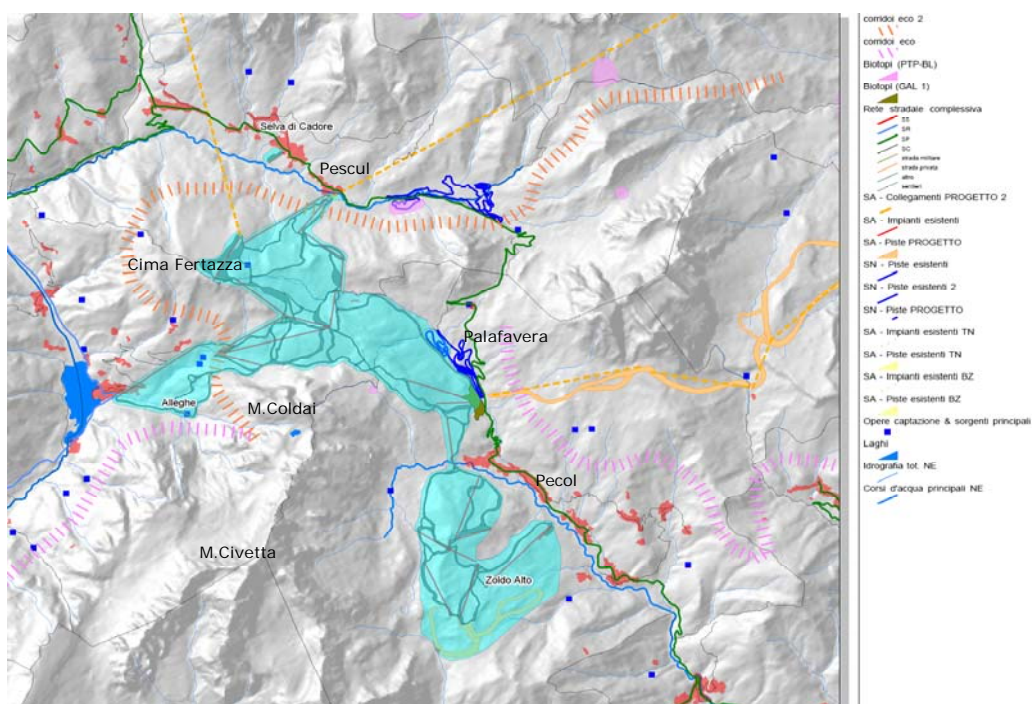 Selva di Cadore
Pescul
Cima Fertazza
Palafavera
Alleghe
M.Coldai
Pecol
M.Civetta
Zoldo Alto
corridoi eco 2
corridoi eco
Biotopi (PTP-BL)
Biotopi (GAL 1)
Rete stradale complessiva
SS
SR
SP
SC
strada militare
strada privata
altro
sentieri
SA - Collegamenti PROGETTO 2
SA - Impianti esistenti
SA - Piste PROGETTO
SN - Piste esistenti
SN - Piste esistenti 2
SN - Piste PROGETTO
SA - Impianti esistenti TN
SA - Piste esistenti TN
SA - Impianti esistenti BZ
SA - Piste esistenti BZ
Opere captazione & sorgenti principali
Laghi
Idrografia tot. NE
Corsi d'acqua principali NE